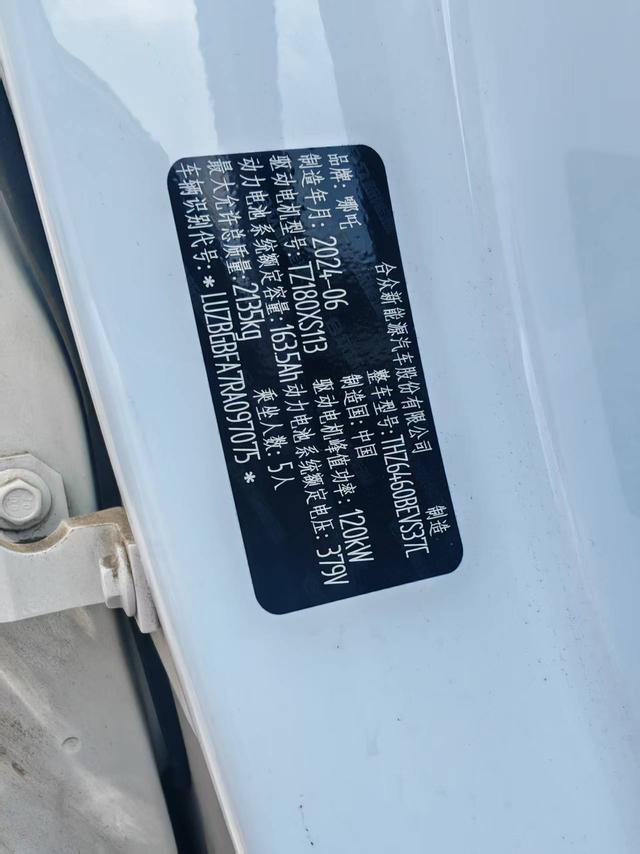 合众新能源汽车股份有限公司 制造
品牌：哪吒 整车型号：THZ6460BEVS37L
制造年月：2024-06 制造国：中国
驱动电机型号：TZ180XS113 驱动电机峰值功率：120kW
动力电池系统额定容量：163.5Ah 动力电池系统额定电压：379V
最大允许总质量：2135kg 乘坐人数：5人
车辆识别代号：＊LUZBGBFA7RA097015＊